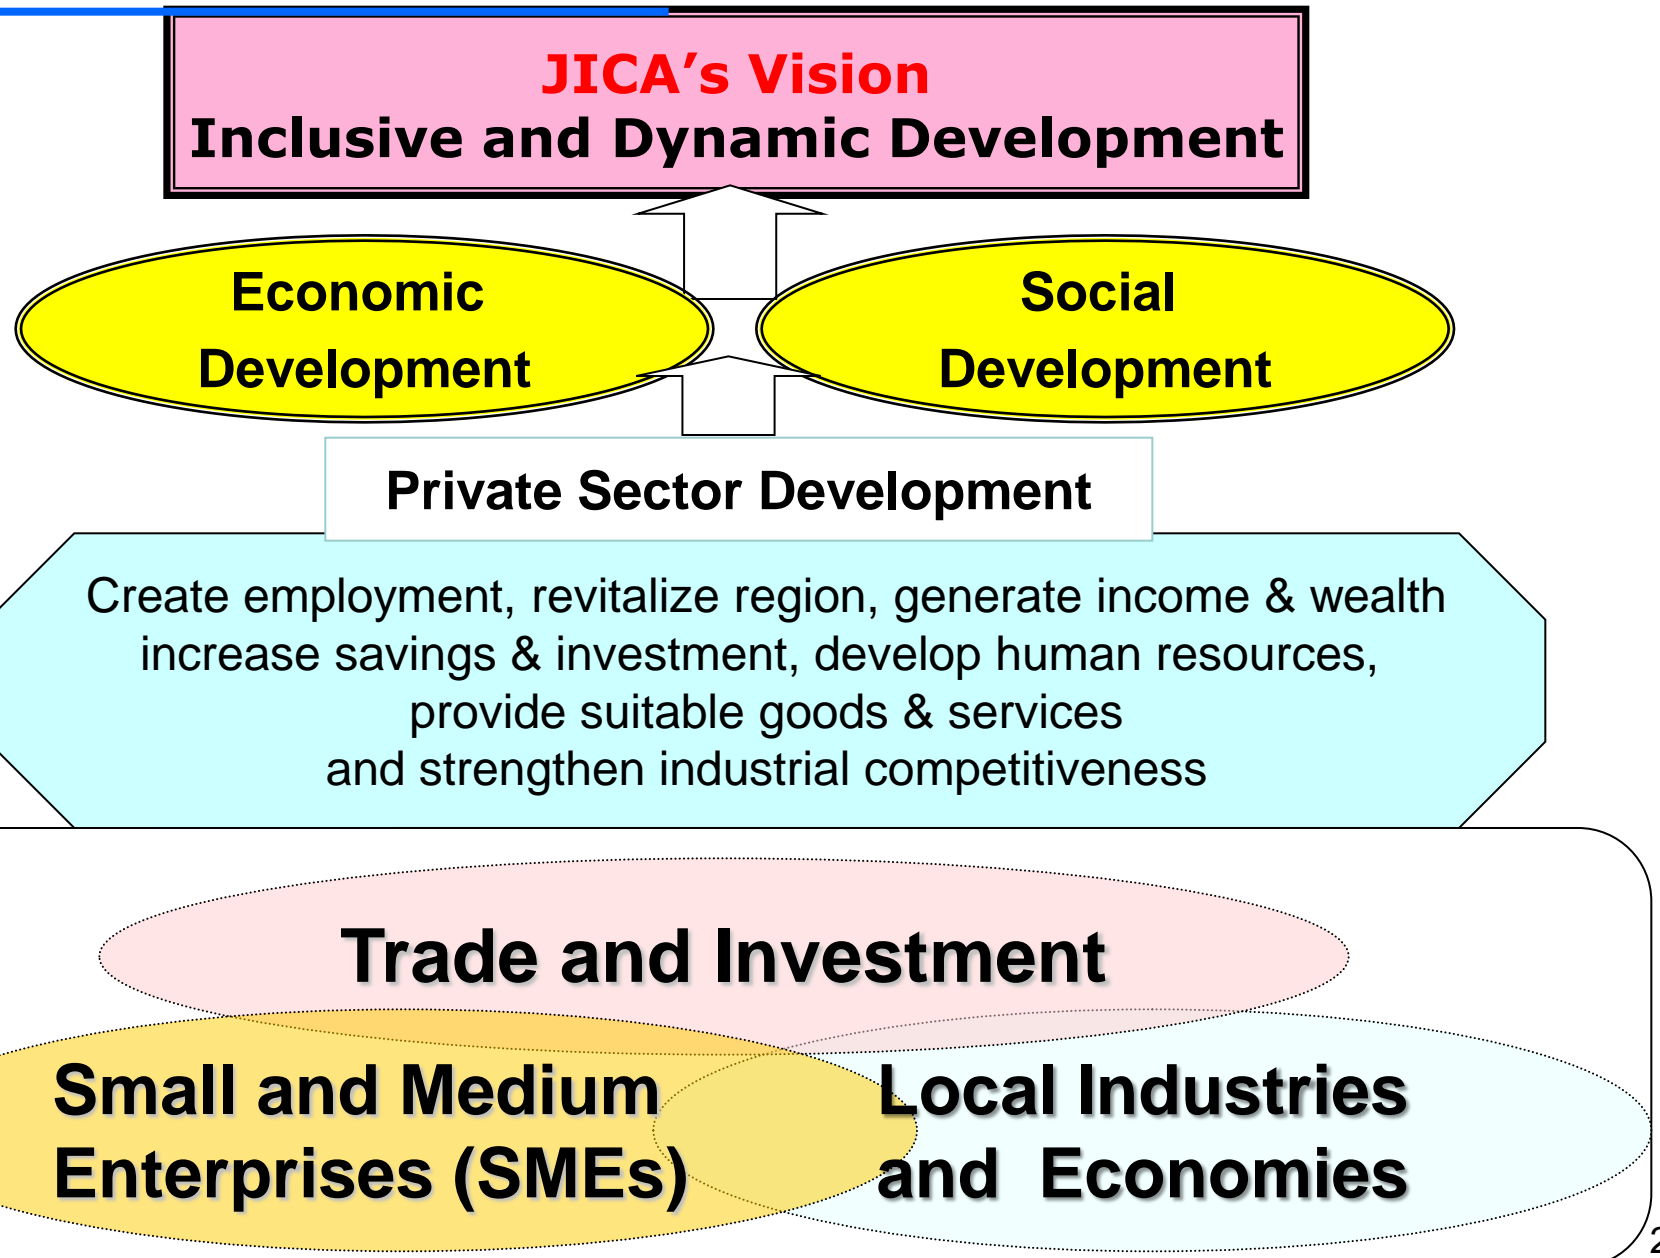 JICA’s Vision
Inclusive and Dynamic Development
Economic
Development
Social
Development
Private Sector Development
Create employment, revitalize region, generate income & wealth
increase savings & investment, develop human resources,
provide suitable goods & services
and strengthen industrial competitiveness
Trade and Investment
Small and Medium
Enterprises (SMEs)
Local Industries
and Economies